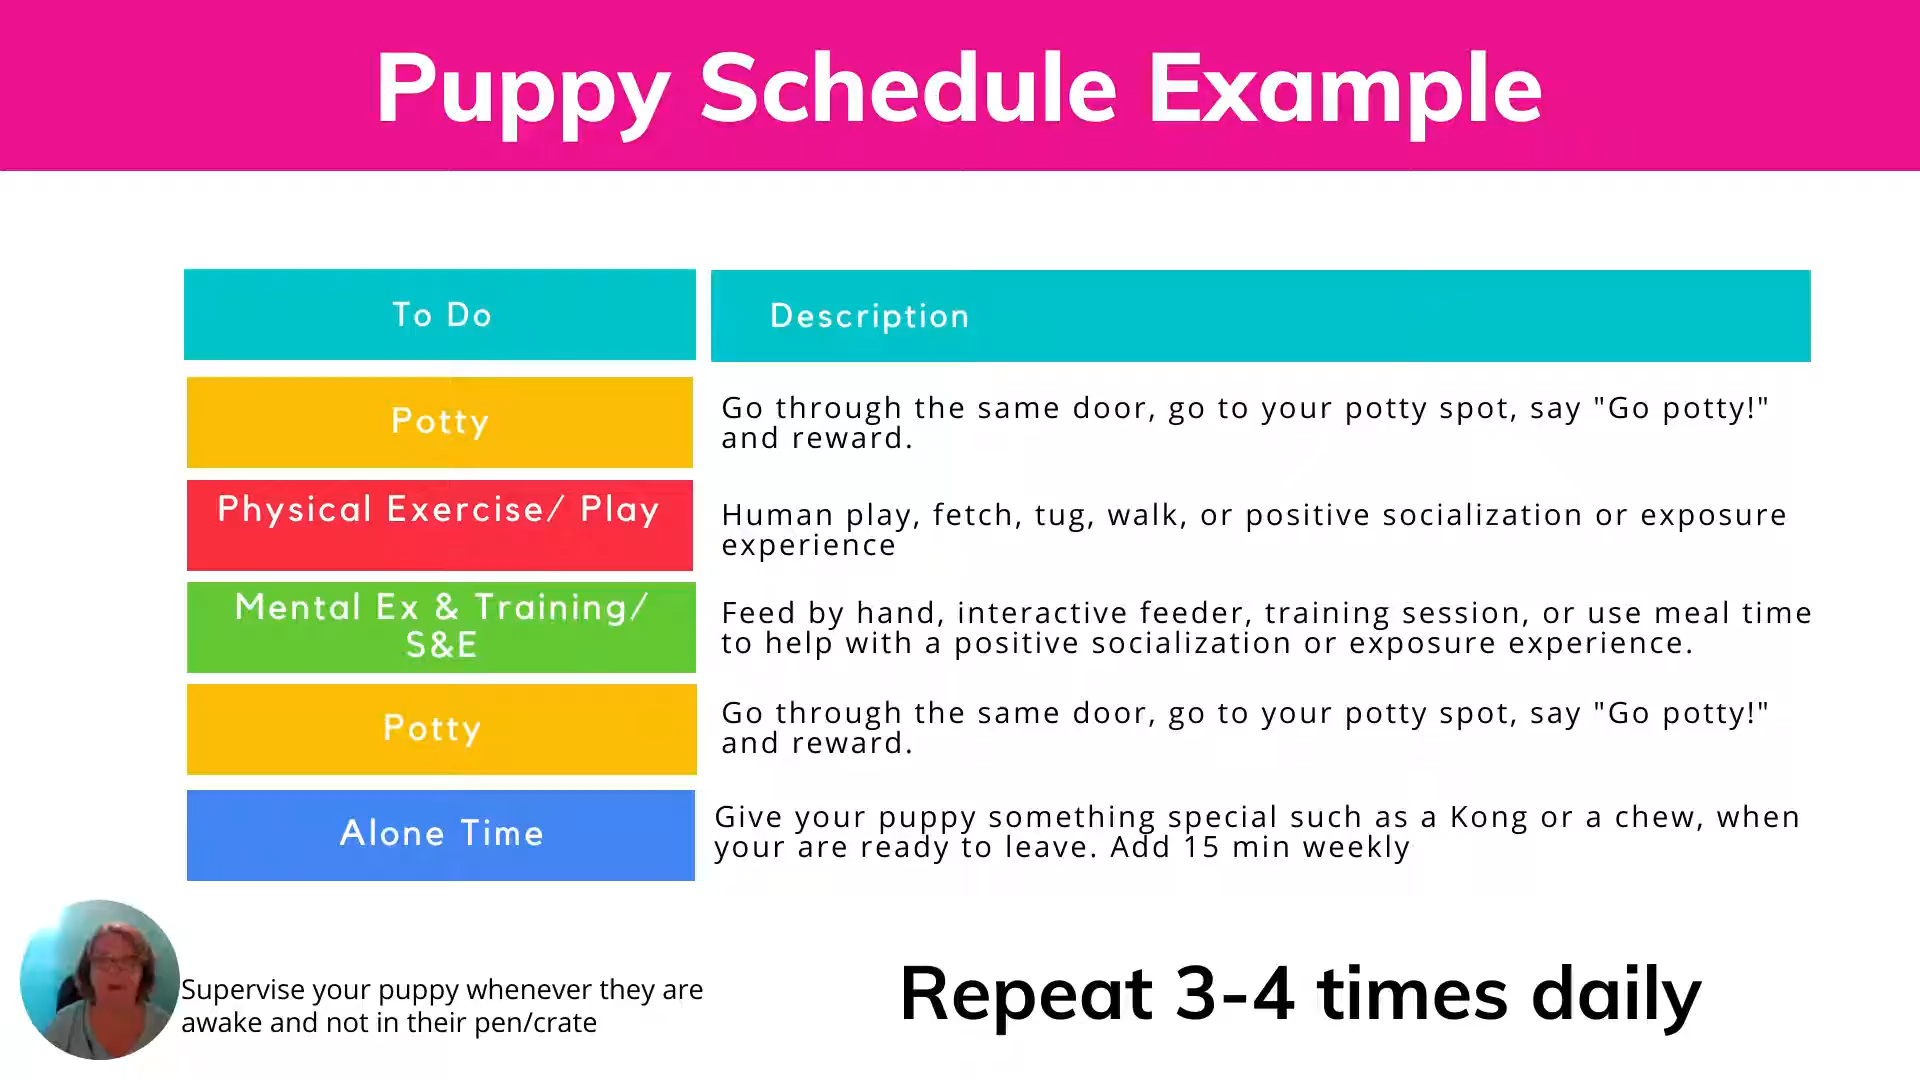 Puppy Schedule Example
To Do
Description
Potty
Go through the same door, go to your potty spot, say "Go potty!"
and reward.
Physical Exercise/ Play
Human play, fetch, tug, walk, or positive socialization or exposure
experience
Mental Ex & Training/
S&E
Feed by hand, interactive feeder, training session, or use meal time
to help with a positive socialization or exposure experience.
Potty
Go through the same door, go to your potty spot, say "Go potty!"
and reward.
Alone Time
Give your puppy something special such as a Kong or a chew, when
your are ready to leave. Add 15 min weekly
Supervise your puppy whenever they are
awake and not in their pen/crate
Repeat 3-4 times daily